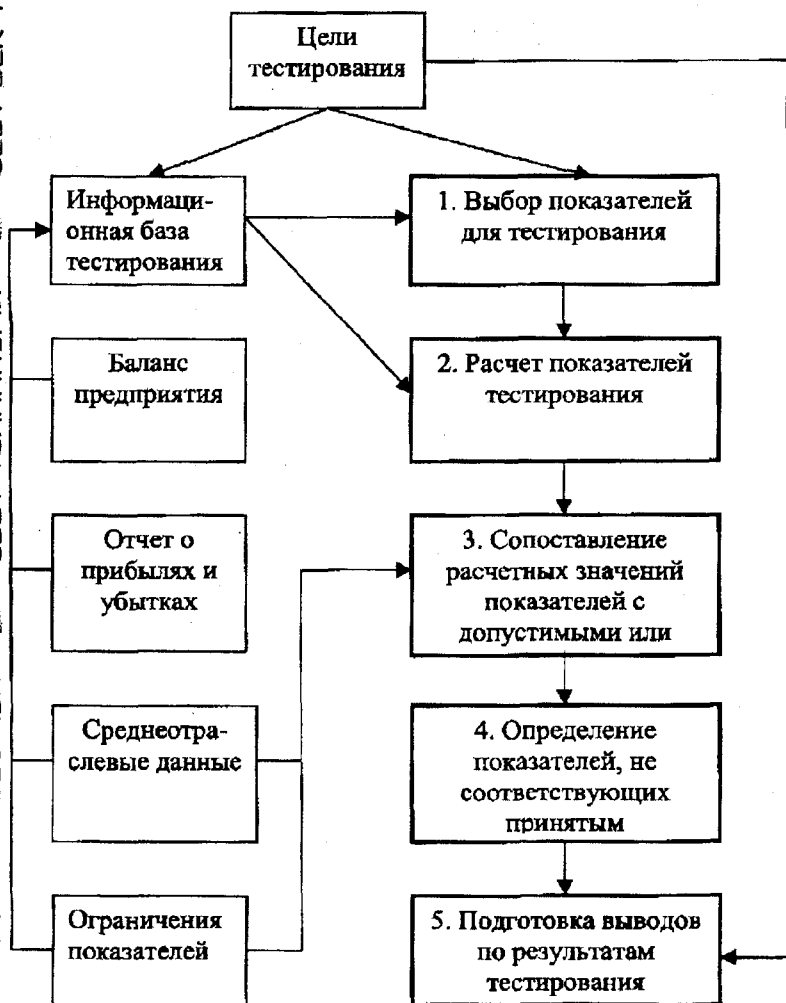 Цели
тестирования
Информаци-
онная база
тестирования
1. Выбор показателей
для тестирования
Баланс
предприятия
2. Расчет показателей
тестирования
Отчет о
прибылях и
убытках
3. Сопоставление
расчетных значений
показателей с
допустимыми или
Среднеотра-
слевые данные
4. Определение
показателей, не
соответствующих
принятым
Ограничения
показателей
5. Подготовка выводов
по результатам
тестирования